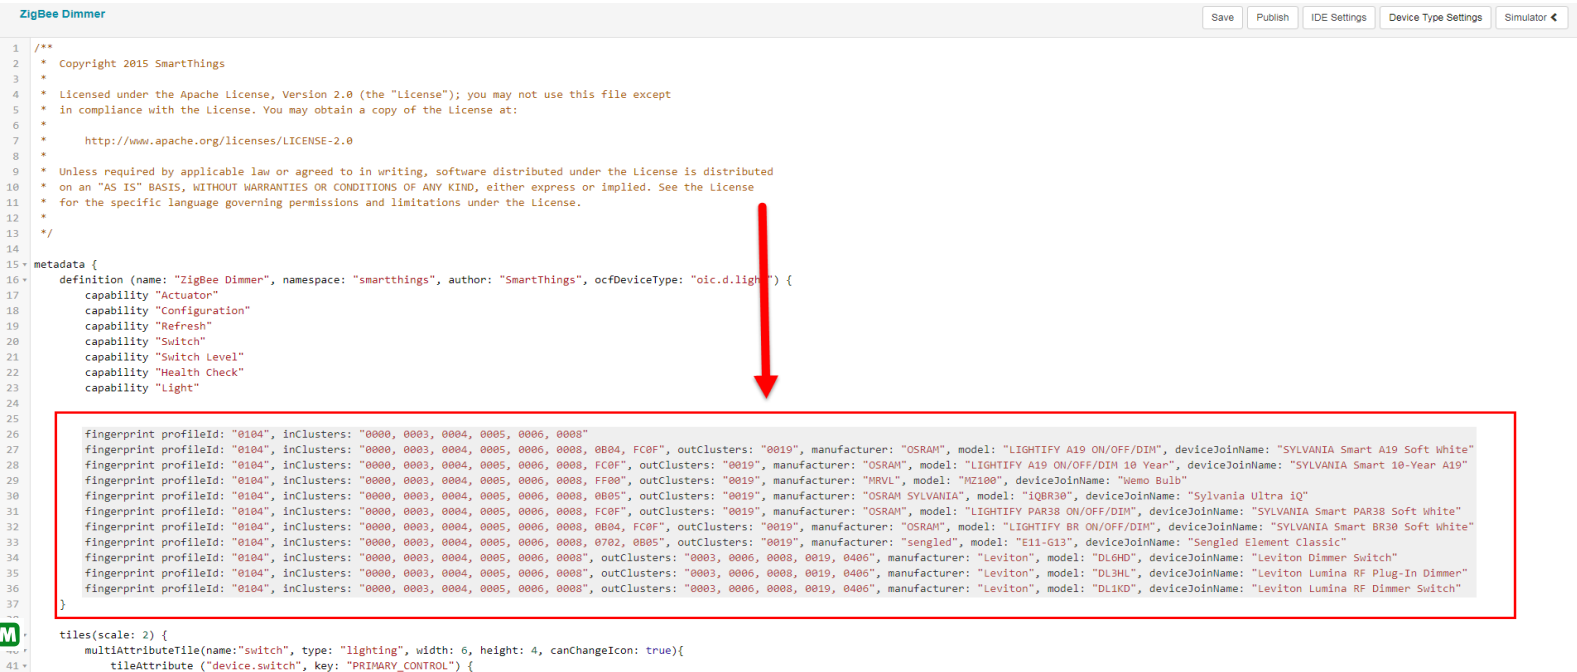 ZigBee Dimmer
Save Publish IDE Settings Device Type Settings Simulator
1 /**
2 * Copyright 2015 SmartThings
3 *
4 * Licensed under the Apache License, Version 2.0 (the "License"); you may not use this file except
5 * in compliance with the License. You may obtain a copy of the License at:
6 *
7 * http://www.apache.org/licenses/LICENSE-2.0
8 *
9 * Unless required by applicable law or agreed to in writing, software distributed under the License is distributed
10 * on an "AS IS" BASIS, WITHOUT WARRANTIES OR CONDITIONS OF ANY KIND, either express or implied. See the License
11 * for the specific language governing permissions and limitations under the License.
12 *
13 */
14
15 metadata {
16 definition (name: "ZigBee Dimmer", namespace: "smartthings", author: "SmartThings", ocfDeviceType: "oic.d.light") {
17 capability "Actuator"
18 capability "Configuration"
19 capability "Refresh"
20 capability "Switch"
21 capability "Switch Level"
22 capability "Health Check"
23 capability "Light"
24
25
26 fingerprint profileId: "0104", inClusters: "0000, 0003, 0004, 0005, 0006, 0008"
27 fingerprint profileId: "0104", inClusters: "0000, 0003, 0004, 0005, 0006, 0008, 0B04, FC0F", outClusters: "0019", manufacturer: "OSRAM", model: "LIGHTIFY A19 ON/OFF/DIM", deviceJoinName: "SYLVANIA Smart A19 Soft White"
28 fingerprint profileId: "0104", inClusters: "0000, 0003, 0004, 0005, 0006, 0008, FC0F", outClusters: "0019", manufacturer: "OSRAM", model: "LIGHTIFY A19 ON/OFF/DIM 10 Year", deviceJoinName: "SYLVANIA Smart 10-Year A19"
29 fingerprint profileId: "0104", inClusters: "0000, 0003, 0004, 0005, 0006, 0008, FF00", outClusters: "0019", manufacturer: "MRVL", model: "MZ100", deviceJoinName: "Wemo Bulb"
30 fingerprint profileId: "0104", inClusters: "0000, 0003, 0004, 0005, 0006, 0008, 0B05", outClusters: "0019", manufacturer: "OSRAM SYLVANIA", model: "iQBR30", deviceJoinName: "Sylvania Ultra iQ"
31 fingerprint profileId: "0104", inClusters: "0000, 0003, 0004, 0005, 0006, 0008, FC0F", outClusters: "0019", manufacturer: "OSRAM", model: "LIGHTIFY PAR38 ON/OFF/DIM", deviceJoinName: "SYLVANIA Smart PAR38 Soft White"
32 fingerprint profileId: "0104", inClusters: "0000, 0003, 0004, 0005, 0006, 0008, 0B04, FC0F", outClusters: "0019", manufacturer: "OSRAM", model: "LIGHTIFY BR ON/OFF/DIM", deviceJoinName: "SYLVANIA Smart BR30 Soft White"
33 fingerprint profileId: "0104", inClusters: "0000, 0003, 0004, 0005, 0006, 0008, 0702, 0B05", outClusters: "0019", manufacturer: "sengled", model: "E11-G13", deviceJoinName: "Sengled Element Classic"
34 fingerprint profileId: "0104", inClusters: "0000, 0003, 0004, 0005, 0006, 0008", outClusters: "0003, 0006, 0008, 0019, 0406", manufacturer: "Leviton", model: "DL6HD", deviceJoinName: "Leviton Dimmer Switch"
35 fingerprint profileId: "0104", inClusters: "0000, 0003, 0004, 0005, 0006, 0008", outClusters: "0003, 0006, 0008, 0019, 0406", manufacturer: "Leviton", model: "DL3HL", deviceJoinName: "Leviton Lumina RF Plug-In Dimmer"
36 fingerprint profileId: "0104", inClusters: "0000, 0003, 0004, 0005, 0006, 0008", outClusters: "0003, 0006, 0008, 0019, 0406", manufacturer: "Leviton", model: "DL1KD", deviceJoinName: "Leviton Lumina RF Dimmer Switch"
37 }
M tiles(scale: 2) {
multiAttributeTile(name:"switch", type: "lighting", width: 6, height: 4, canChangeIcon: true){
41 tileAttribute ("device.switch", key: "PRIMARY_CONTROL") {